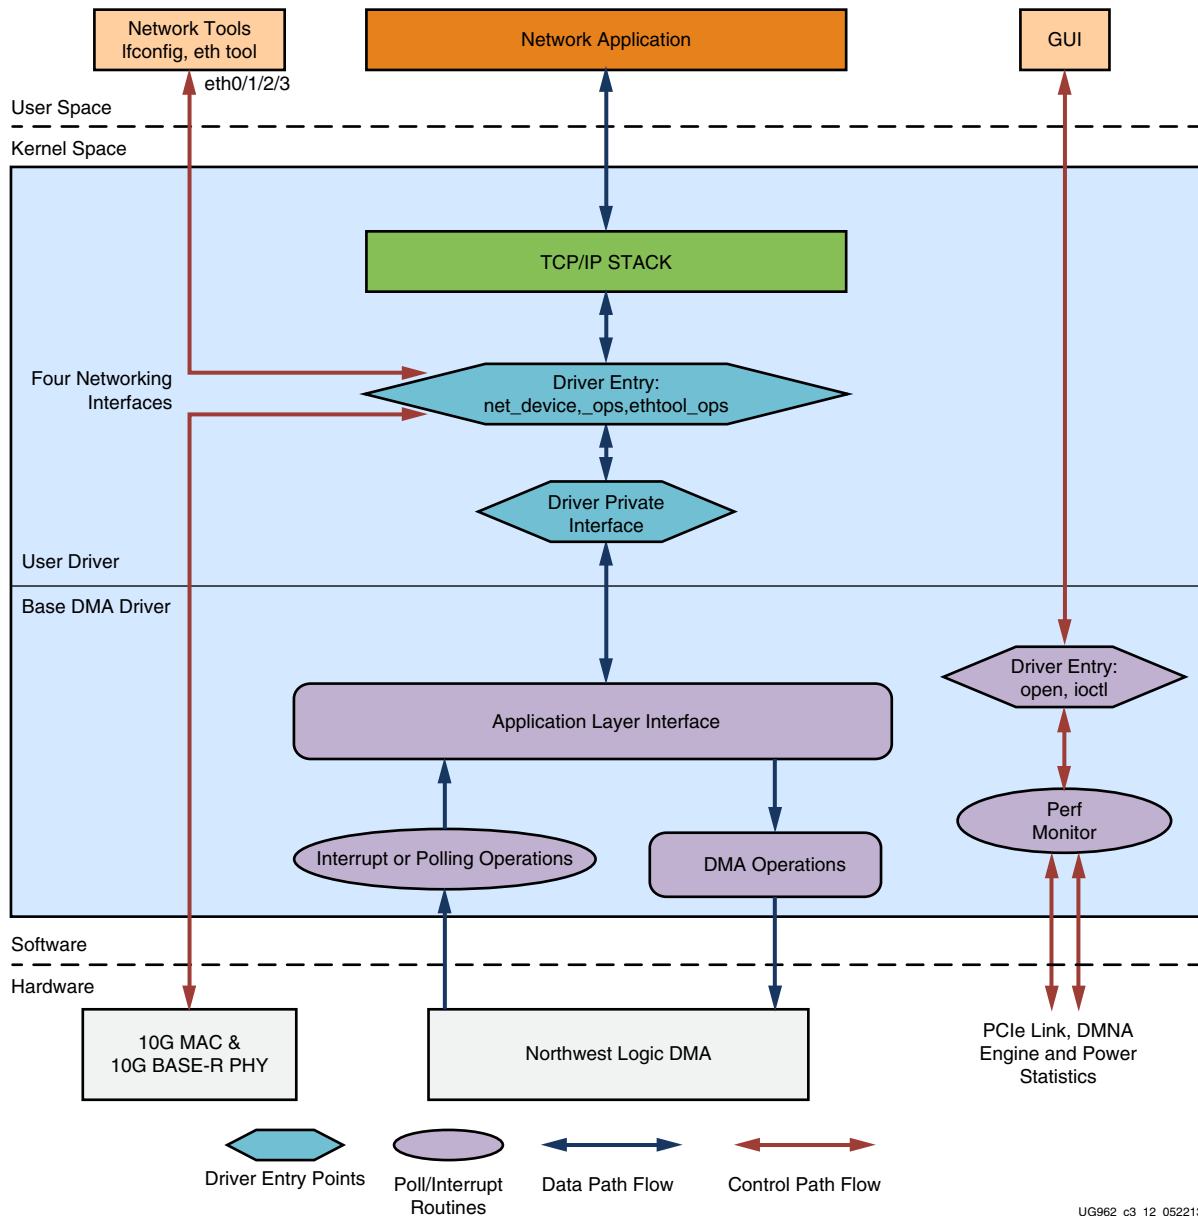 Network Tools
lfconfig, eth tool
Network Application
GUI
eth0/1/2/3
User Space
Kernel Space
TCP/IP STACK
Four Networking
Interfaces
Driver Entry:
net_device,_ops,ethtool_ops
Driver Private
Interface
User Driver
Base DMA Driver
Driver Entry:
open, ioctl
Application Layer Interface
Perf
Monitor
Interrupt or Polling Operations
DMA Operations
Software
Hardware
10G MAC &
10G BASE-R PHY
Northwest Logic DMA
PCIe Link, DMNA
Engine and Power
Statistics
Driver Entry Points
Poll/Interrupt
Routines
Data Path Flow
Control Path Flow
UG962_c3_12_052213